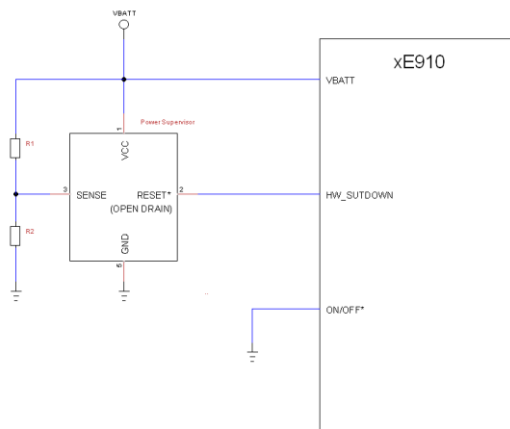 VBATT
xE910
VBATT
Power Supervisor
1
VCC
R1
3
SENSE
RESET*
2
(OPEN DRAIN)
HW_SUTDOWN
R2
GND
ON/OFF*